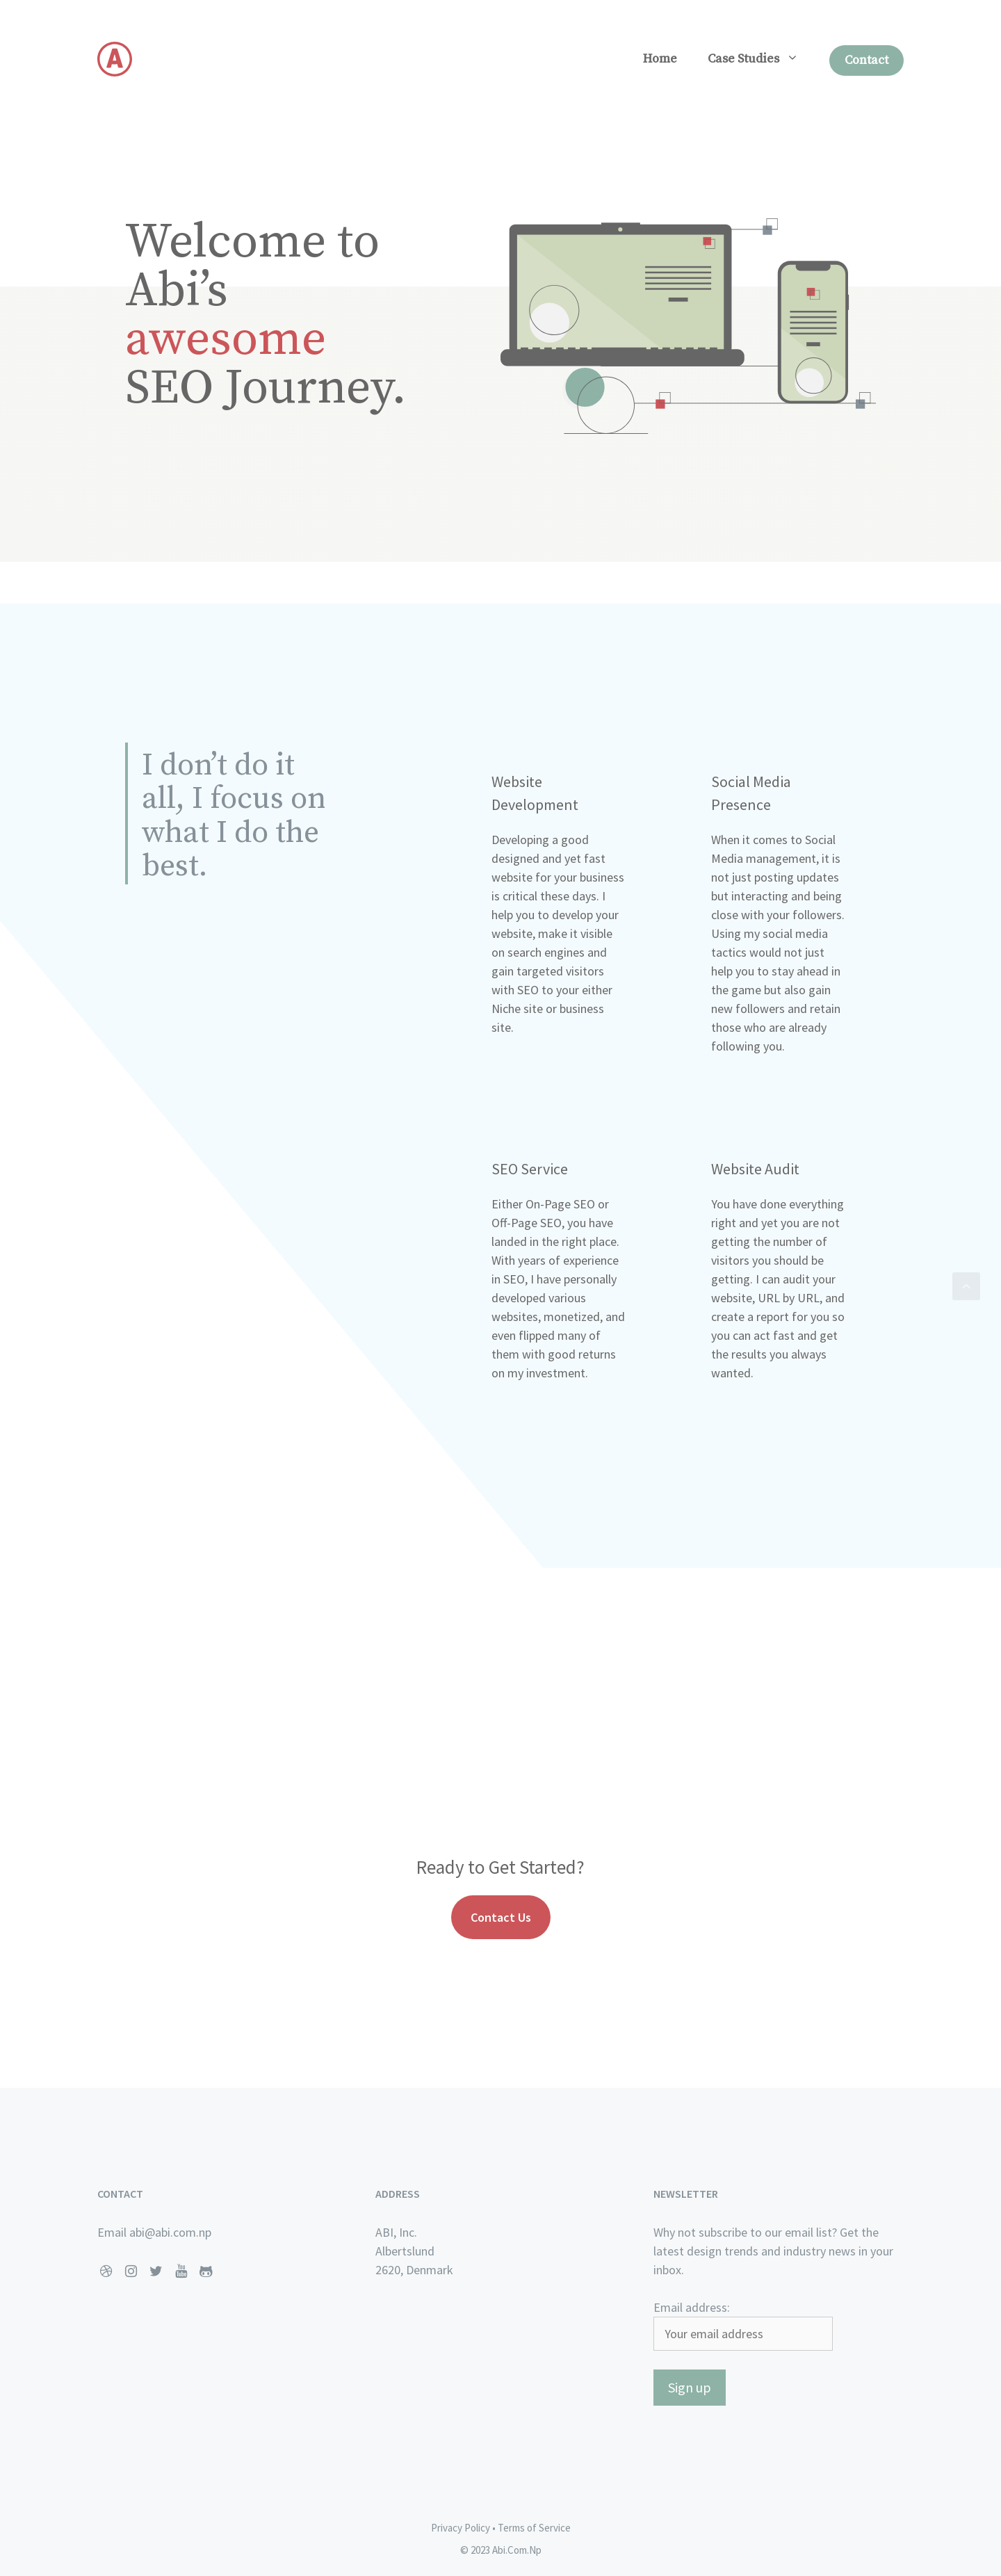 A
Home
Case Studies
Contact
Welcome to
Abi’s
awesome
SEO Journey.
I don’t do it
all, I focus on
what I do the
best.
Website
Development
Developing a good
designed and yet fast
website for your business
is critical these days. I
help you to develop your
website, make it visible
on search engines and
gain targeted visitors
with SEO to your either
Niche site or business
site.
Social Media
Presence
When it comes to Social
Media management, it is
not just posting updates
but interacting and being
close with your followers.
Using my social media
tactics would not just
help you to stay ahead in
the game but also gain
new followers and retain
those who are already
following you.
SEO Service
Either On-Page SEO or
Off-Page SEO, you have
landed in the right place.
With years of experience
in SEO, I have personally
developed various
websites, monetized, and
even flipped many of
them with good returns
on my investment.
Website Audit
You have done everything
right and yet you are not
getting the number of
visitors you should be
getting. I can audit your
website, URL by URL, and
create a report for you so
you can act fast and get
the results you always
wanted.
Ready to Get Started?
Contact Us
CONTACT
Email abi@abi.com.np
You
Tube
ADDRESS
ABI, Inc.
Albertslund
2620, Denmark
NEWSLETTER
Why not subscribe to our email list? Get the
latest design trends and industry news in your
inbox.
Email address:
Your email address
Sign up
Privacy Policy • Terms of Service
© 2023 Abi.Com.Np